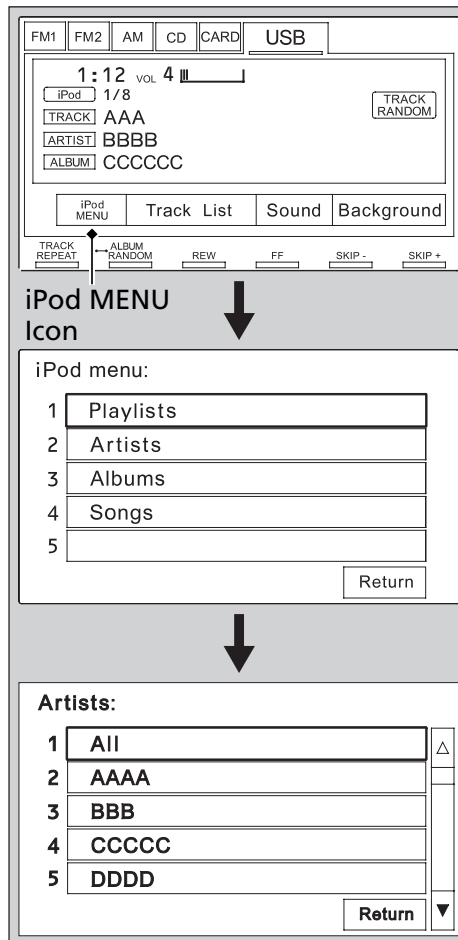 FM1 FM2 AM CD CARD USB
1:12 VOL 4
iPod 1/8
TRACK RANDOM
TRACK AAA
ARTIST BBBB
ALBUM CCCCCC
iPod MENU Track List Sound Background
TRACK REPEAT ALBUM RANDOM REW FF SKIP - SKIP +
iPod MENU
Icon
iPod menu:
1 Playlists
2 Artists
3 Albums
4 Songs
5
Return
Artists:
1 All
2 AAAA
3 BBB
4 CCCCC
5 DDDD
Return